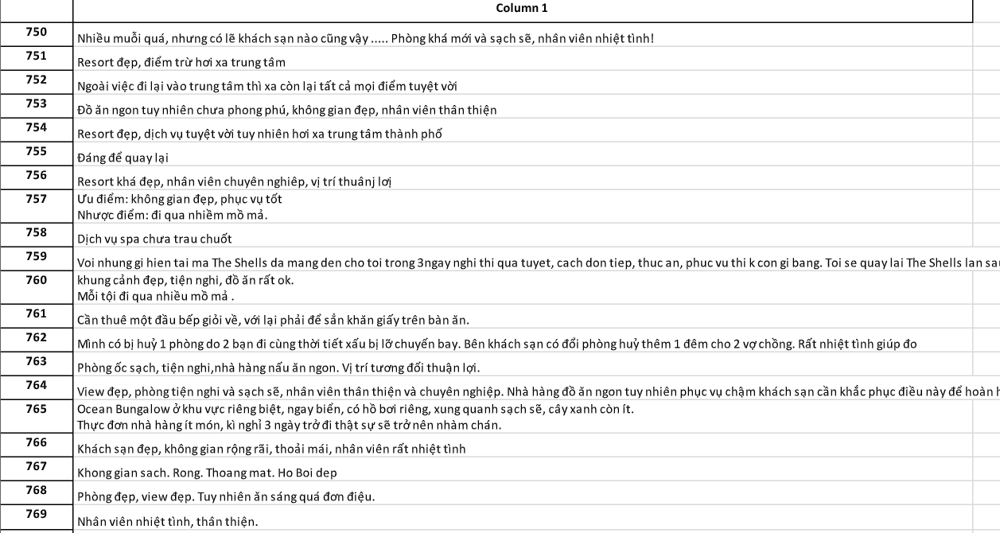 Column 1
750 Nhiều muỗi quá, nhưng có lẽ khách sạn nào cũng vậy ..... Phòng khá mới và sạch sẽ, nhân viên nhiệt tình!
751 Resort đẹp, điểm trừ hơi xa trung tâm
752 Ngoài việc đi lại vào trung tâm thì xa còn lại tất cả mọi điểm tuyệt vời
753 Đồ ăn ngon tuy nhiên chưa phong phú, không gian đẹp, nhân viên thân thiện
754 Resort đẹp, dịch vụ tuyệt vời tuy nhiên hơi xa trung tâm thành phố
755 Đáng để quay lại
756 Resort khá đẹp, nhân viên chuyên nghiêp, vị trí thuânj lơị
757 Ưu điểm: không gian đẹp, phục vụ tốt
Nhược điểm: đi qua nhiềm mồ mả.
758 Dịch vụ spa chưa trau chuốt
759 Voi nhung gi hien tai ma The Shells da mang den cho toi trong 3ngay nghi thi qua tuyet, cach don tiep, thuc an, phuc vu thi k con gi bang. Toi se quay lai The Shells lan sau
760 khung cảnh đẹp, tiện nghi, đồ ăn rất ok.
Mỗi tội đi qua nhiều mồ mả .
761 Cần thuê một đầu bếp giỏi về, với lại phải để sẳn khăn giấy trên bàn ăn.
762 Mình có bị huỷ 1 phòng do 2 bạn đi cùng thời tiết xấu bị lỡ chuyến bay. Bên khách sạn có đổi phòng huỷ thêm 1 đêm cho 2 vợ chồng. Rất nhiệt tình giúp đo
763 Phòng ốc sạch, tiện nghi,nhà hàng nấu ăn ngon. Vị trí tương đối thuận lợi.
764 View đẹp, phòng tiện nghi và sạch sẽ, nhân viên thân thiện và chuyên nghiệp. Nhà hàng đồ ăn ngon tuy nhiên phục vụ chậm khách sạn cần khắc phục điều này để hoàn
765 Ocean Bungalow ở khu vực riêng biệt, ngay biển, có hồ bơi riêng, xung quanh sạch sẽ, cây xanh còn ít.
Thực đơn nhà hàng ít món, kì nghỉ 3 ngày trở đi thật sự sẽ trở nên nhàm chán.
766 Khách sạn đẹp, không gian rộng rãi, thoải mái, nhân viên rất nhiệt tình
767 Khong gian sach. Rong. Thoang mat. Ho Boi dep
768 Phòng đẹp, view đẹp. Tuy nhiên ăn sáng quá đơn điệu.
769 Nhân viên nhiệt tình, thân thiện.